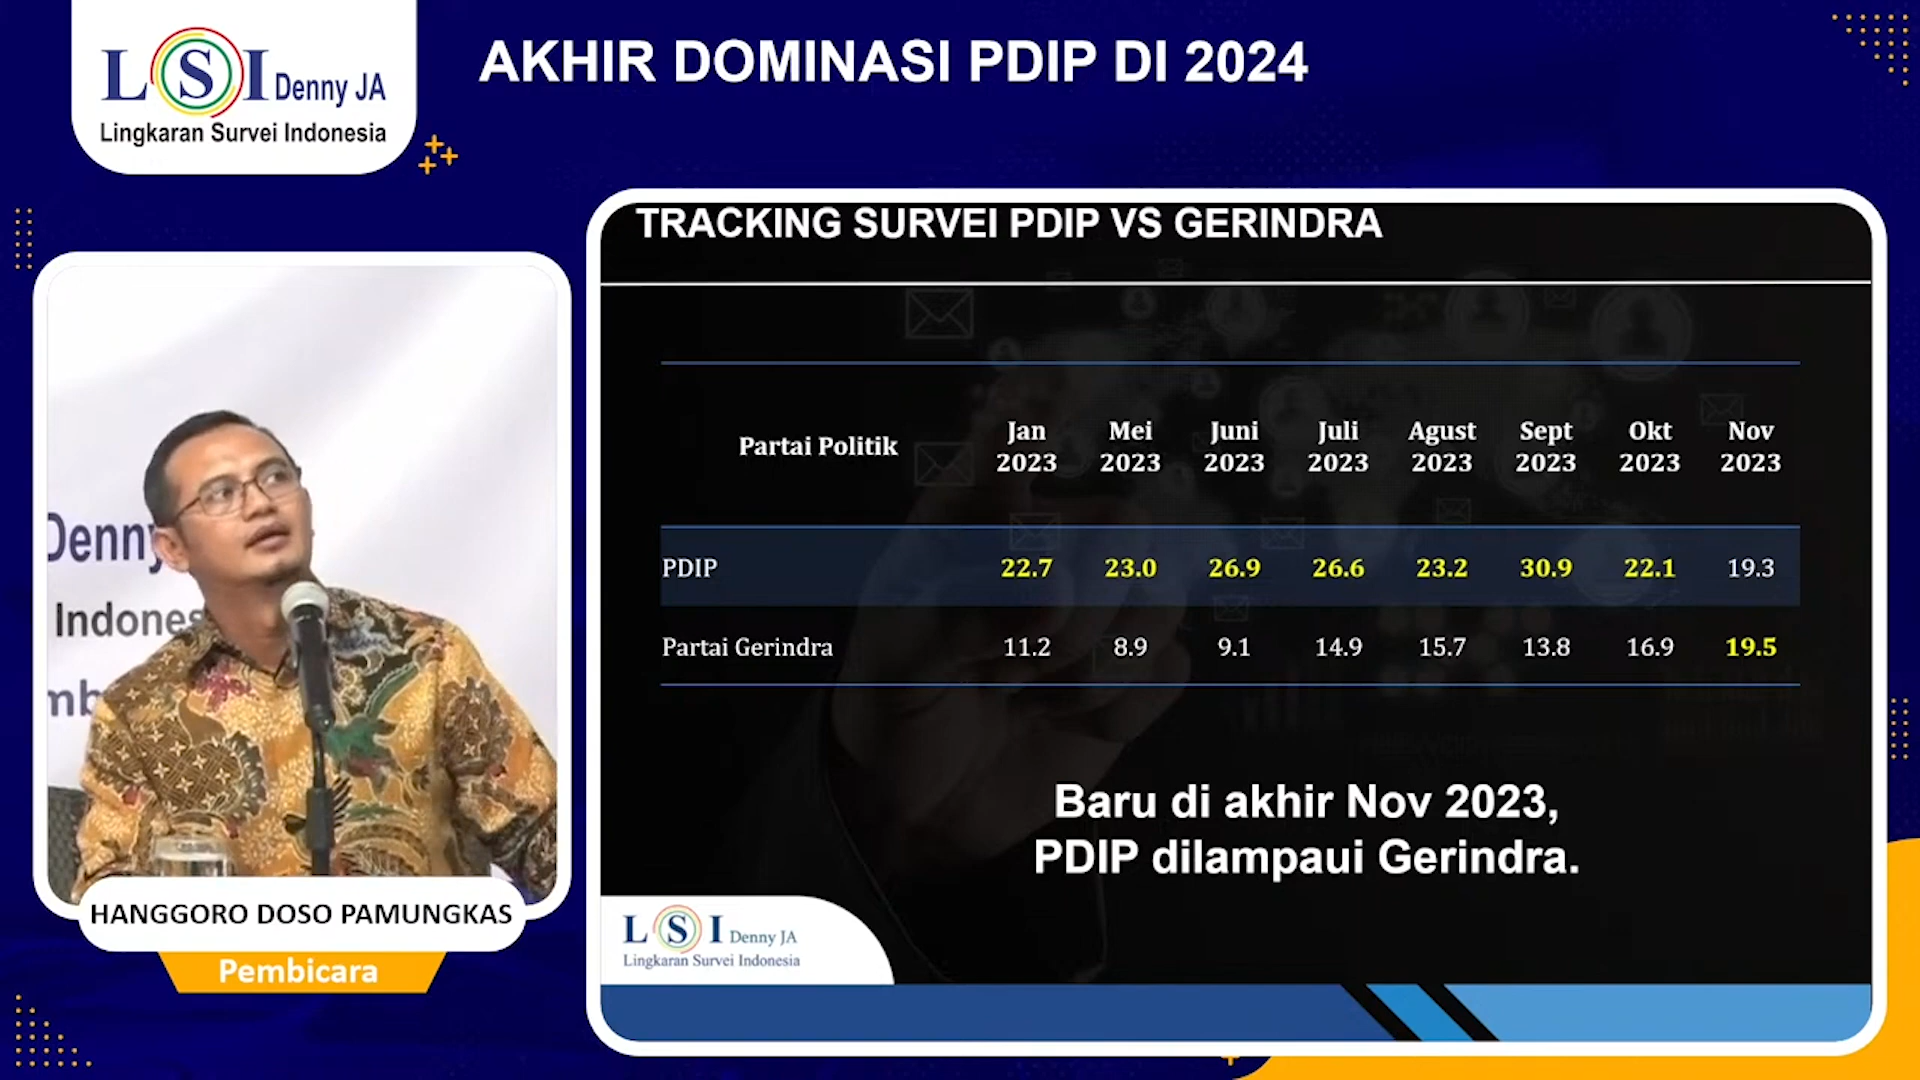 LSI Denny JA
Lingkaran Survei Indonesia
AKHIR DOMINASI PDIP DI 2024
TRACKING SURVEI PDIP VS GERINDRA
Partai Politik Jan 2023 Mei 2023 Juni 2023 Juli 2023 Agust 2023 Sept 2023 Okt 2023 Nov 2023
PDIP 22.7 23.0 26.9 26.6 23.2 30.9 22.1 19.3
Partai Gerindra 11.2 8.9 9.1 14.9 15.7 13.8 16.9 19.5
Baru di akhir Nov 2023,
PDIP dilampaui Gerindra.
LSI Denny JA
Lingkaran Survei Indonesia
Denny
Indones
mb
HANGGORO DOSO PAMUNGKAS
Pembicara